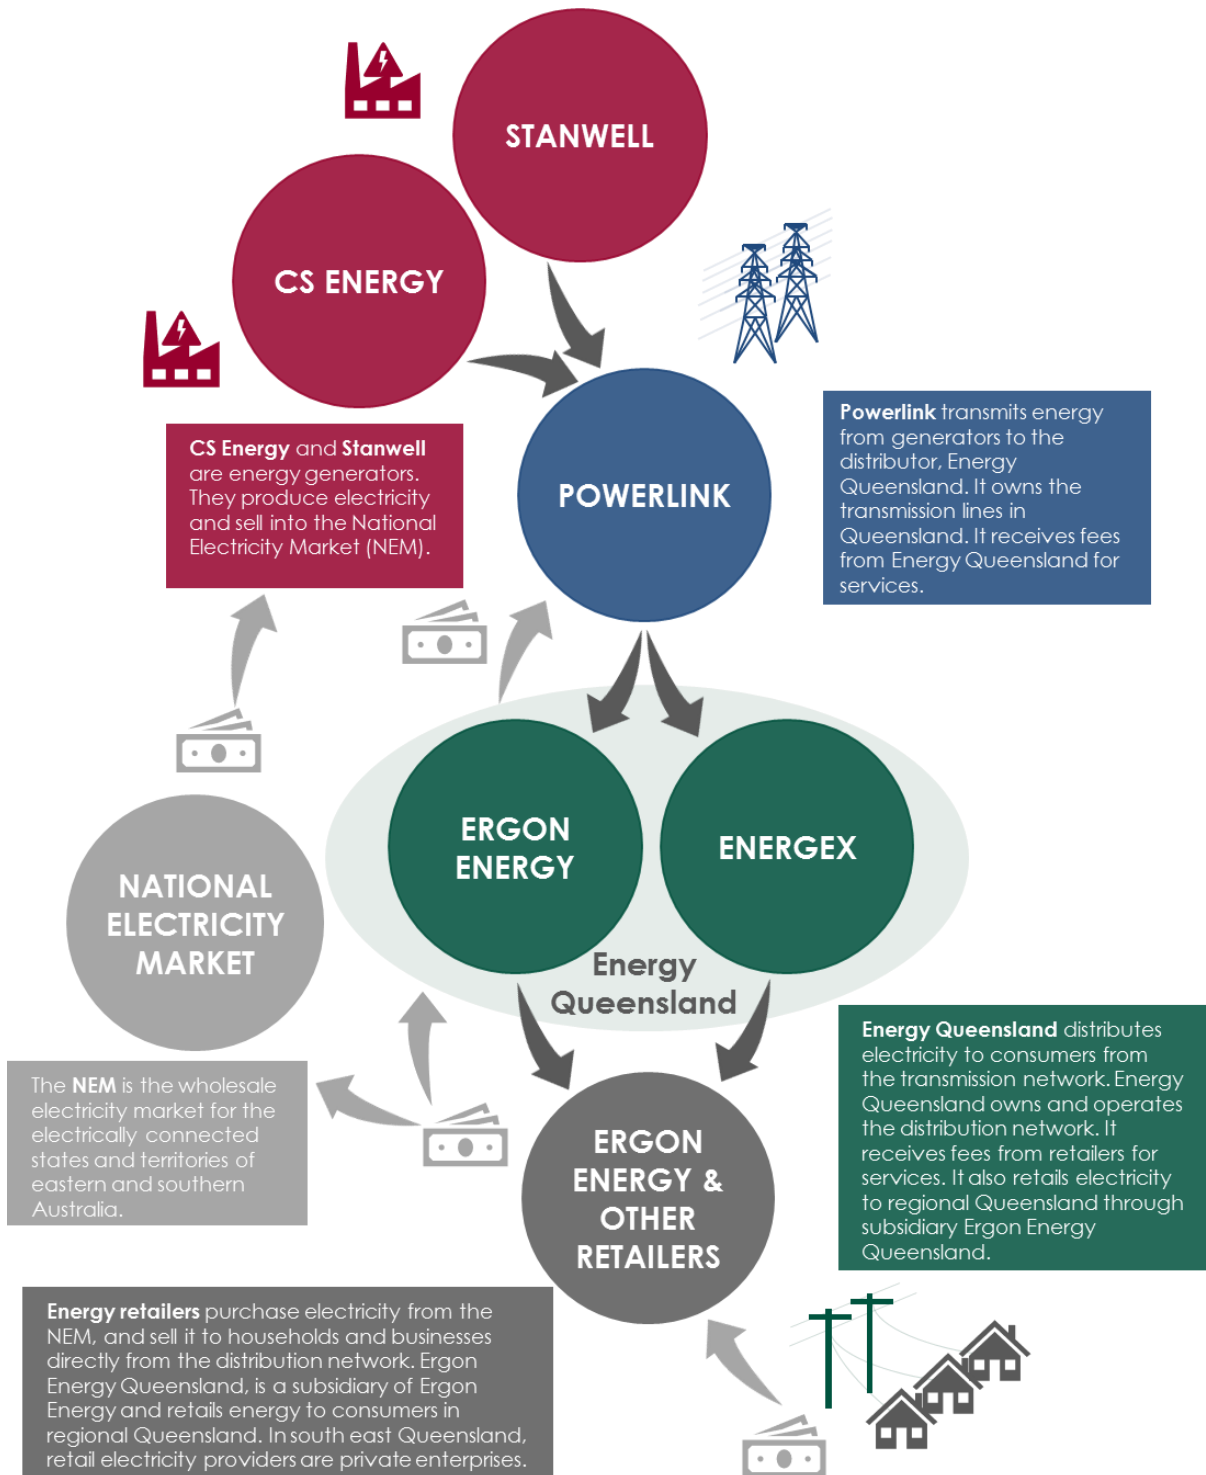 STANWELL
CS ENERGY
CS Energy and Stanwell
are energy generators.
They produce electricity
and sell into the National
Electricity Market (NEM).
POWERLINK
Powerlink transmits energy
from generators to the
distributor, Energy
Queensland. It owns the
transmission lines in
Queensland. It receives fees
from Energy Queensland for
services.
ERGON
ENERGY
ENERGEX
Energy
Queensland
NATIONAL
ELECTRICITY
MARKET
The NEM is the wholesale
electricity market for the
electrically connected
states and territories of
eastern and southern
Australia.
ERGON
ENERGY &
OTHER
RETAILERS
Energy Queensland distributes
electricity to consumers from
the transmission network. Energy
Queensland owns and operates
the distribution network. It
receives fees from retailers for
services. It also retails electricity
to regional Queensland through
subsidiary Ergon Energy
Queensland.
Energy retailers purchase electricity from the
NEM, and sell it to households and businesses
directly from the distribution network. Ergon
Energy Queensland, is a subsidiary of Ergon
Energy and retails energy to consumers in
regional Queensland. In south east Queensland,
retail electricity providers are private enterprises.